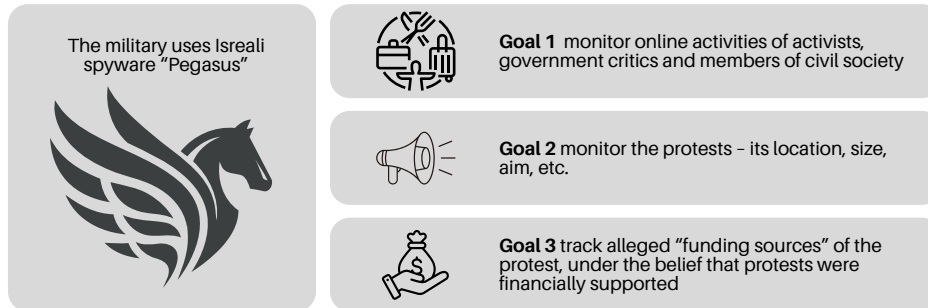 The military uses Isreali
spyware “Pegasus”
Goal 1 monitor online activities of activists,
government critics and members of civil society
Goal 2 monitor the protests – its location, size,
aim, etc.
$
Goal 3 track alleged “funding sources” of the
protest, under the belief that protests were
financially supported